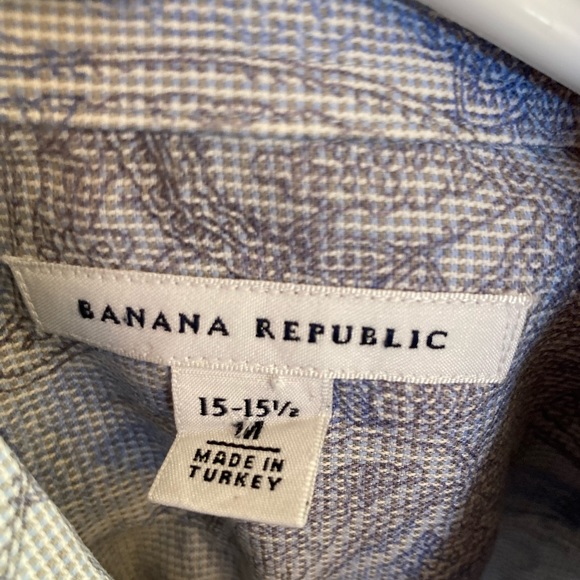 BANANA REPUBLIC
15-15½
M
MADE IN
TURKEY